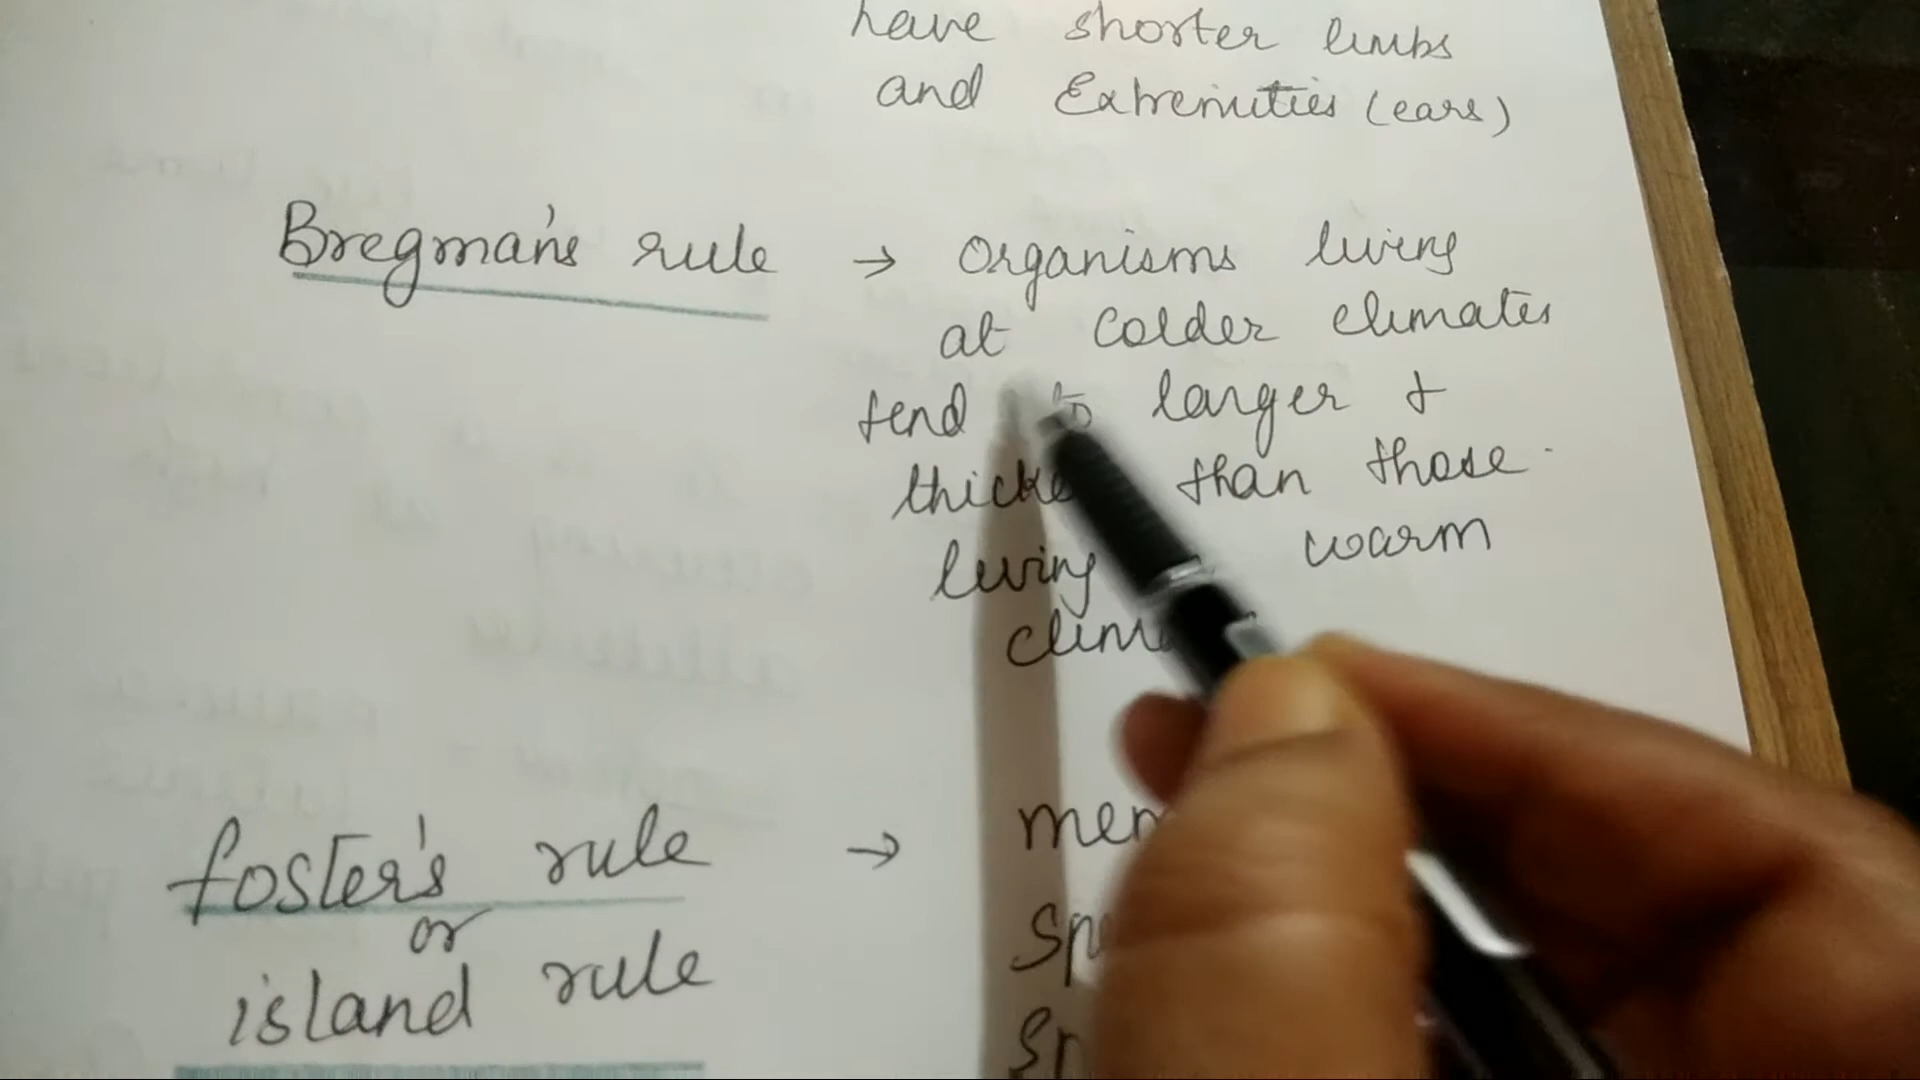 have shorter limbs
and Extremities (ears)
Bregman's rule → Organisms living
at colder climates
tend to larger &
than those
living warm
foster's rule →
or
island rule